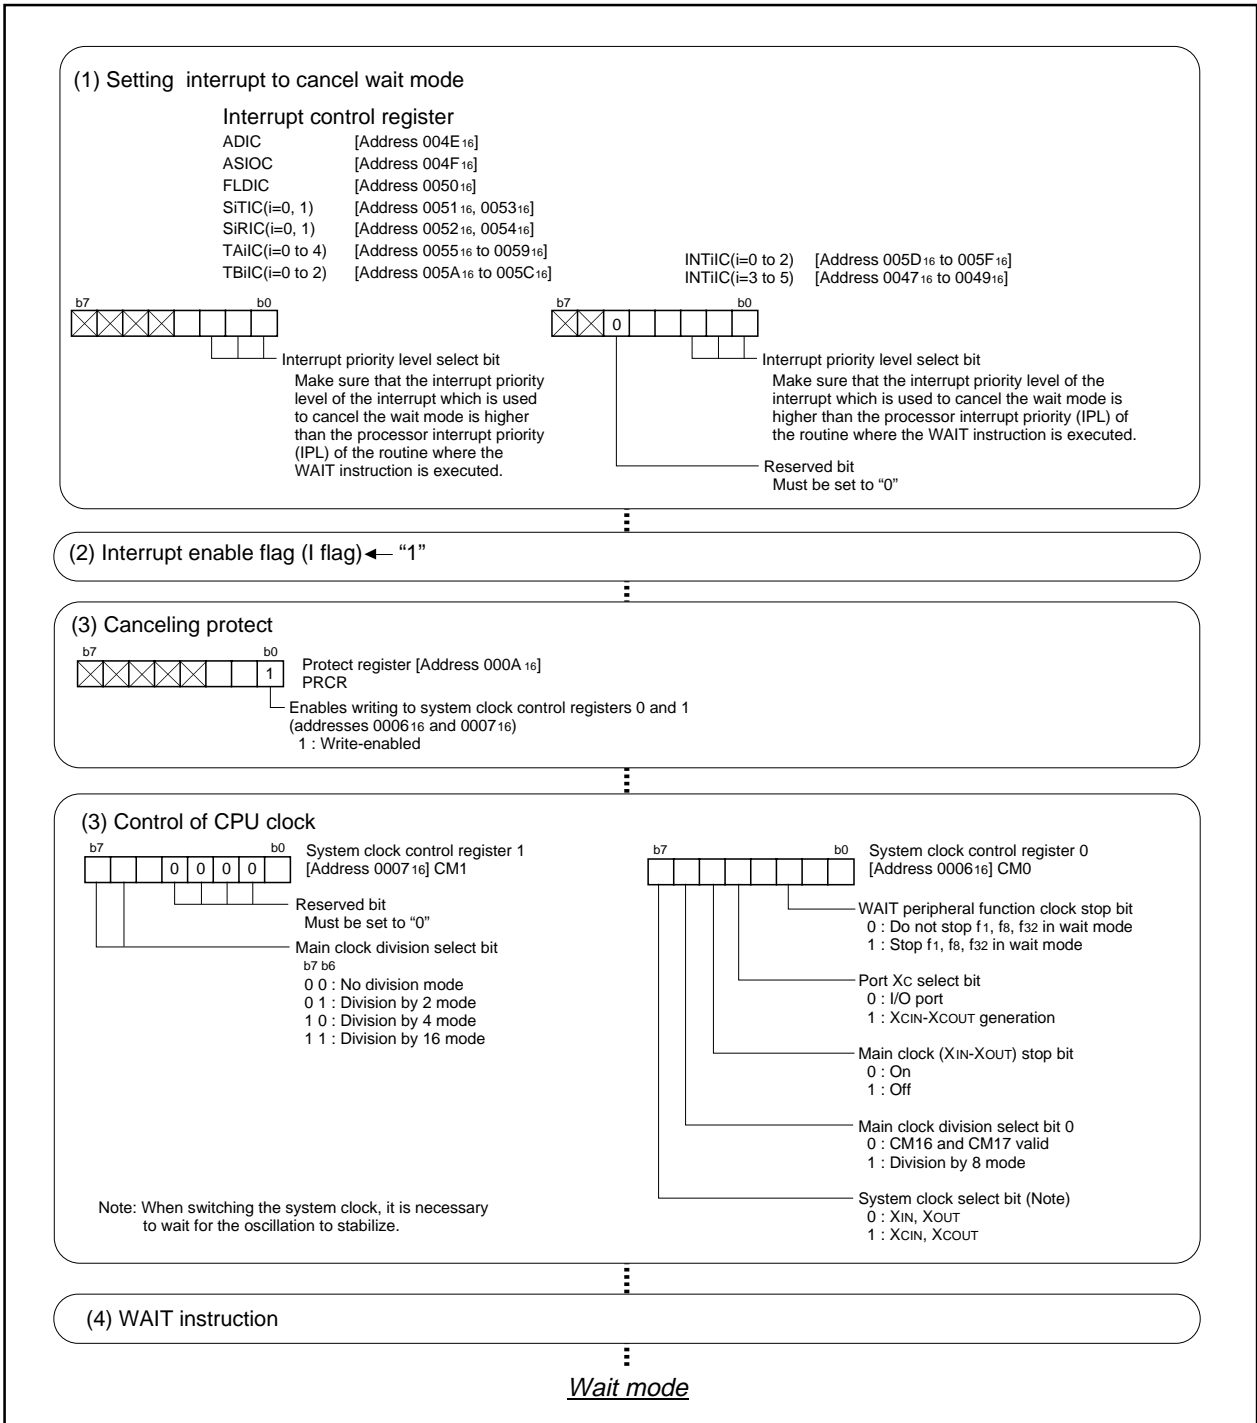 (1) Setting interrupt to cancel wait mode
Interrupt control register
ADIC [Address 004E16]
ASIOC [Address 004F16]
FLDIC [Address 005016]
SiTIC(i=0, 1) [Address 005116, 005316]
SiRIC(i=0, 1) [Address 005216, 005416]
TAiIC(i=0 to 4) [Address 005516 to 005916]
TBiIC(i=0 to 2) [Address 005A16 to 005C16]
b7 b0
Interrupt priority level select bit
Make sure that the interrupt priority
level of the interrupt which is used
to cancel the wait mode is higher
than the processor interrupt priority
(IPL) of the routine where the
WAIT instruction is executed.
INTiIC(i=0 to 2) [Address 005D16 to 005F16]
INTiIC(i=3 to 5) [Address 004716 to 004916]
b7 b0
0
Interrupt priority level select bit
Make sure that the interrupt priority level of the
interrupt which is used to cancel the wait mode is
higher than the processor interrupt priority (IPL) of
the routine where the WAIT instruction is executed.
Reserved bit
Must be set to “0”
(2) Interrupt enable flag (I flag) ← “1”
(3) Canceling protect
b7 b0
1
Protect register [Address 000A16]
PRCR
Enables writing to system clock control registers 0 and 1
(addresses 000616 and 000716)
1 : Write-enabled
(3) Control of CPU clock
b7 b0
0 0 0 0
System clock control register 1
[Address 000716] CM1
Reserved bit
Must be set to “0”
Main clock division select bit
b7 b6
0 0 : No division mode
0 1 : Division by 2 mode
1 0 : Division by 4 mode
1 1 : Division by 16 mode
b7 b0
System clock control register 0
[Address 000616] CM0
WAIT peripheral function clock stop bit
0 : Do not stop f1, f8, f32 in wait mode
1 : Stop f1, f8, f32 in wait mode
Port XC select bit
0 : I/O port
1 : XCIN-XCOUT generation
Main clock (XIN-XOUT) stop bit
0 : On
1 : Off
Main clock division select bit 0
0 : CM16 and CM17 valid
1 : Division by 8 mode
System clock select bit (Note)
0 : XIN, XOUT
1 : XCIN, XCOUT
Note: When switching the system clock, it is necessary
to wait for the oscillation to stabilize.
(4) WAIT instruction
Wait mode